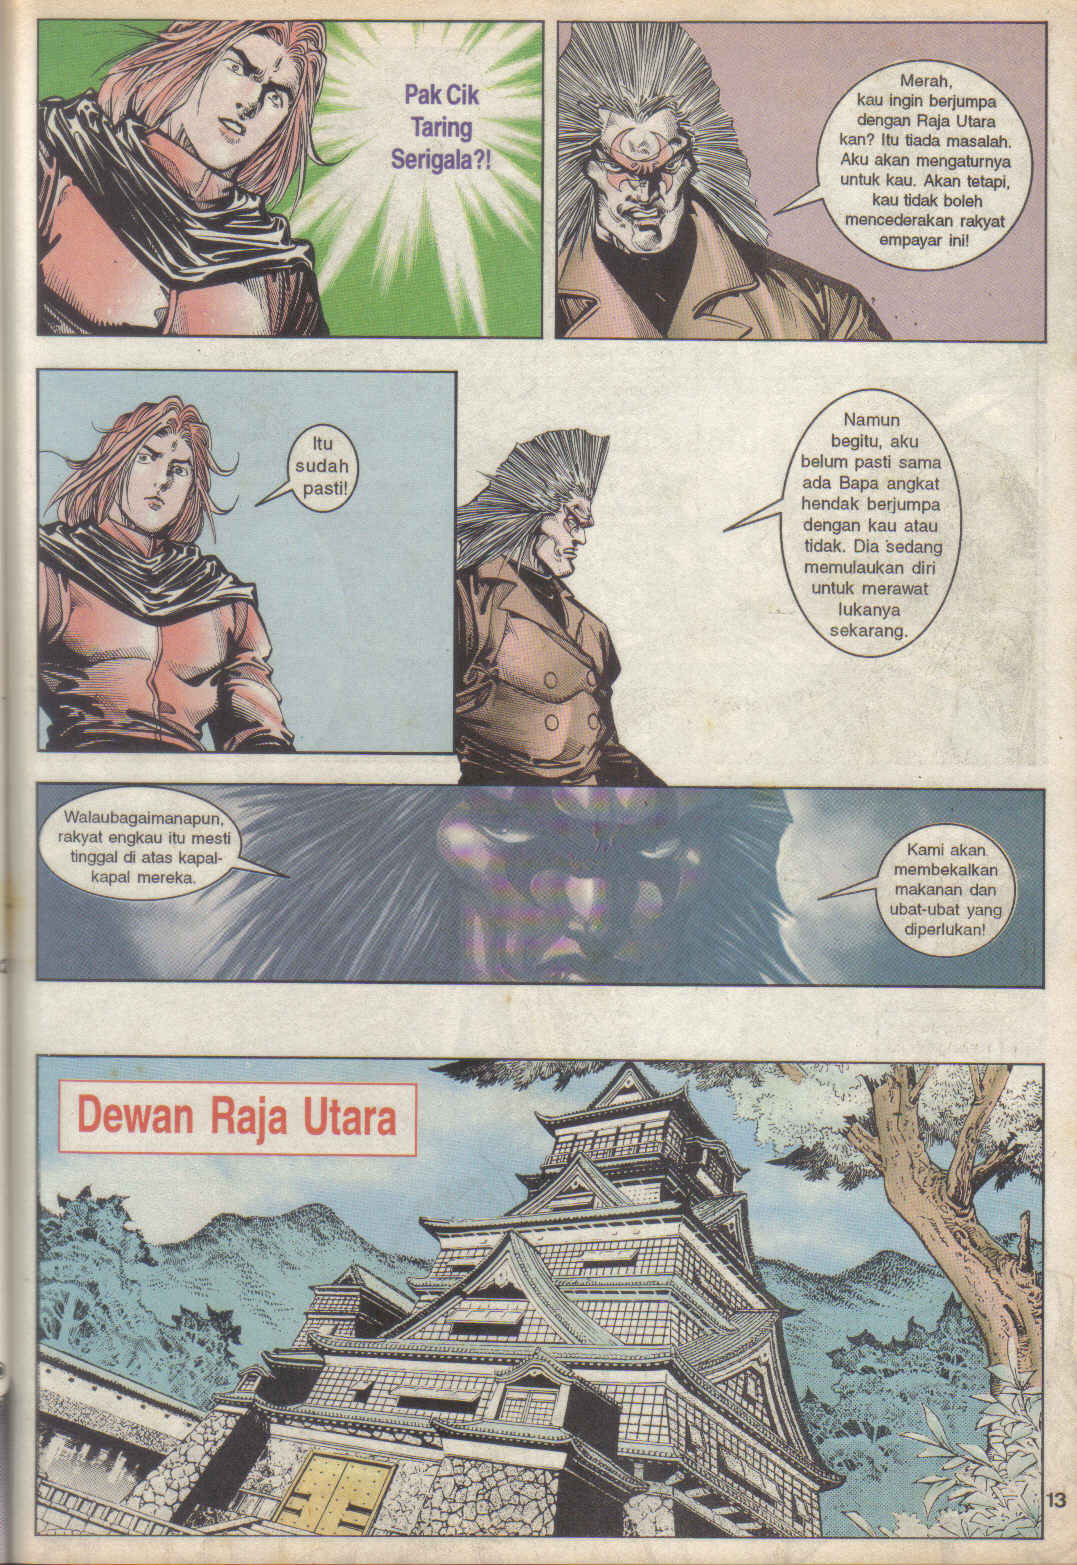 Pak Cik
Taring
Serigala?!
Merah,
kau ingin berjumpa
dengan Raja Utara
kan? Itu tiada masalah.
Aku akan mengaturnya
untuk kau. Akan tetapi,
kau tidak boleh
mencederakan rakyat
empayar ini!
Itu
sudah
pasti!
Namun
begitu, aku
belum pasti sama
ada Bapa angkat
hendak berjumpa
dengan kau atau
tidak. Dia sedang
memulaukan diri
untuk merawat
lukanya
sekarang.
Walaubagaimanapun,
rakyat engkau itu mesti
tinggal di atas kapal-
kapal mereka.
Kami akan
membekalkan
makanan dan
ubat-ubat yang
diperlukan!
Dewan Raja Utara
13